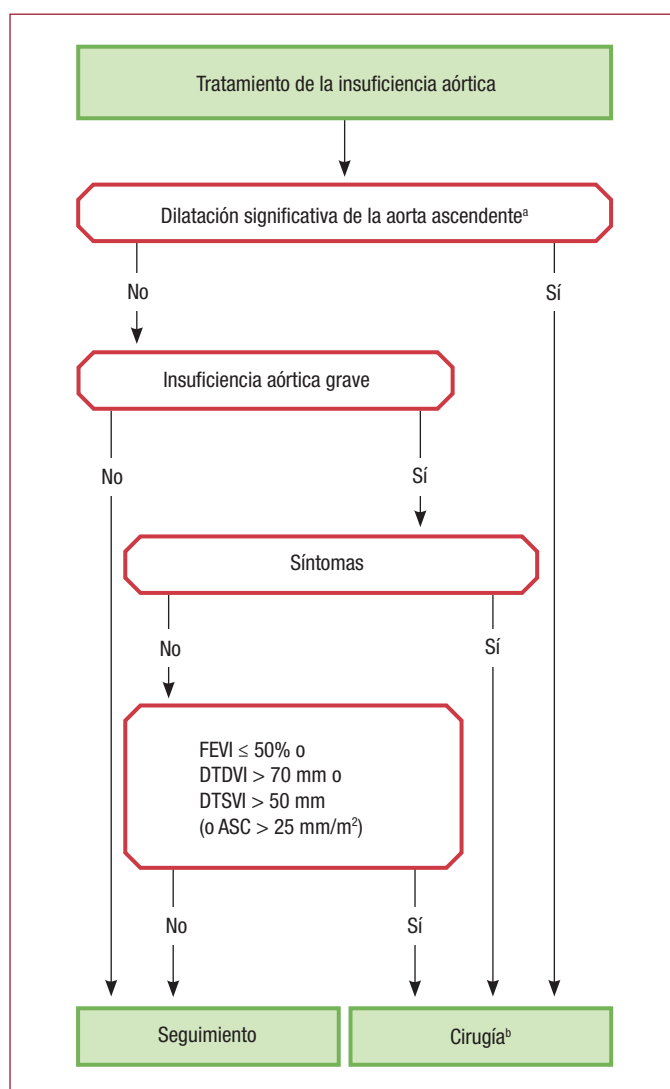 Tratamiento de la insuficiencia aórtica
Dilatación significativa de la aorta ascendenteᵃ
No
Sí
Insuficiencia aórtica grave
No
Sí
Síntomas
No
Sí
FEVI ≤ 50% o
DTDVI > 70 mm o
DTSVI > 50 mm
(o ASC > 25 mm/m²)
No
Sí
Seguimiento
Cirugíaᵇ